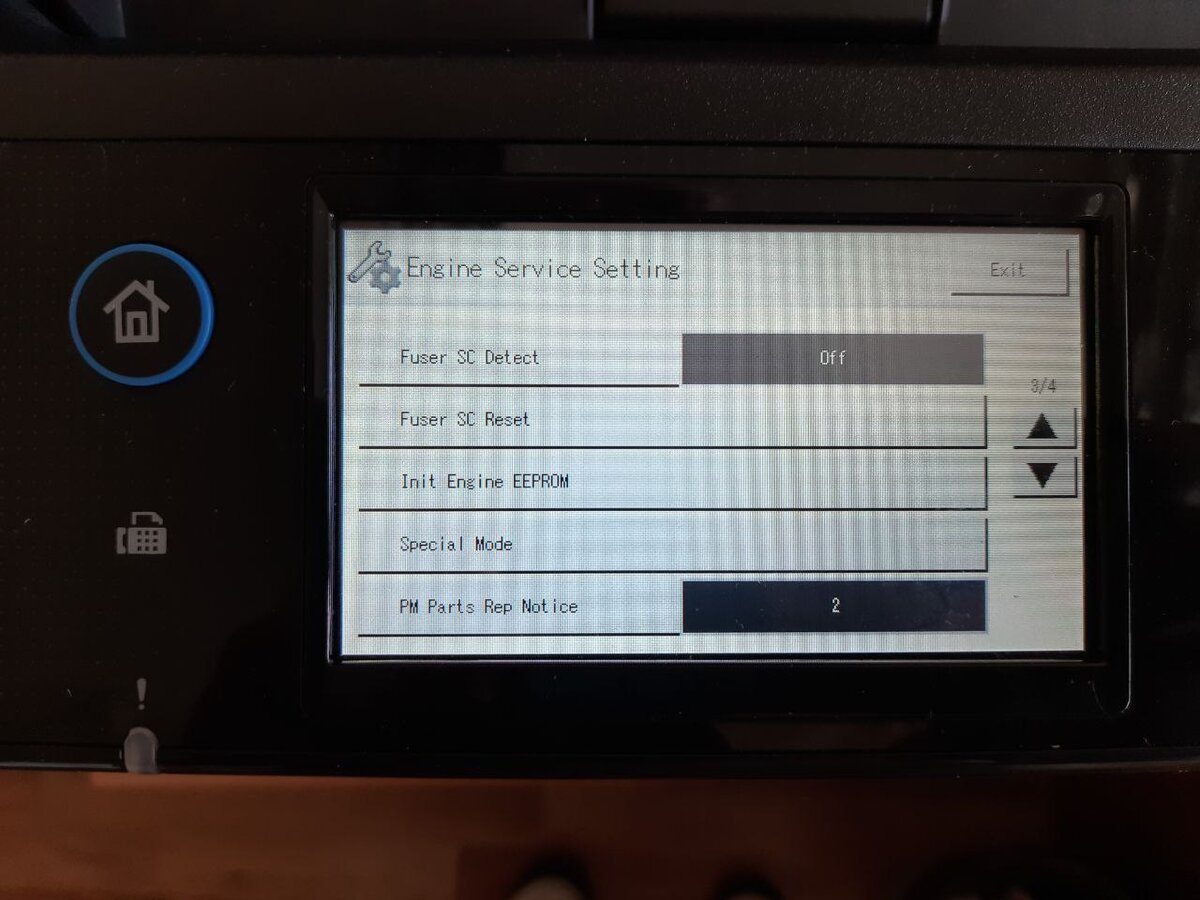 Engine Service Setting
Exit
Fuser SC Detect
Off
3/4
Fuser SC Reset
Init Engine EEPROM
Special Mode
PM Parts Rep Notice
2